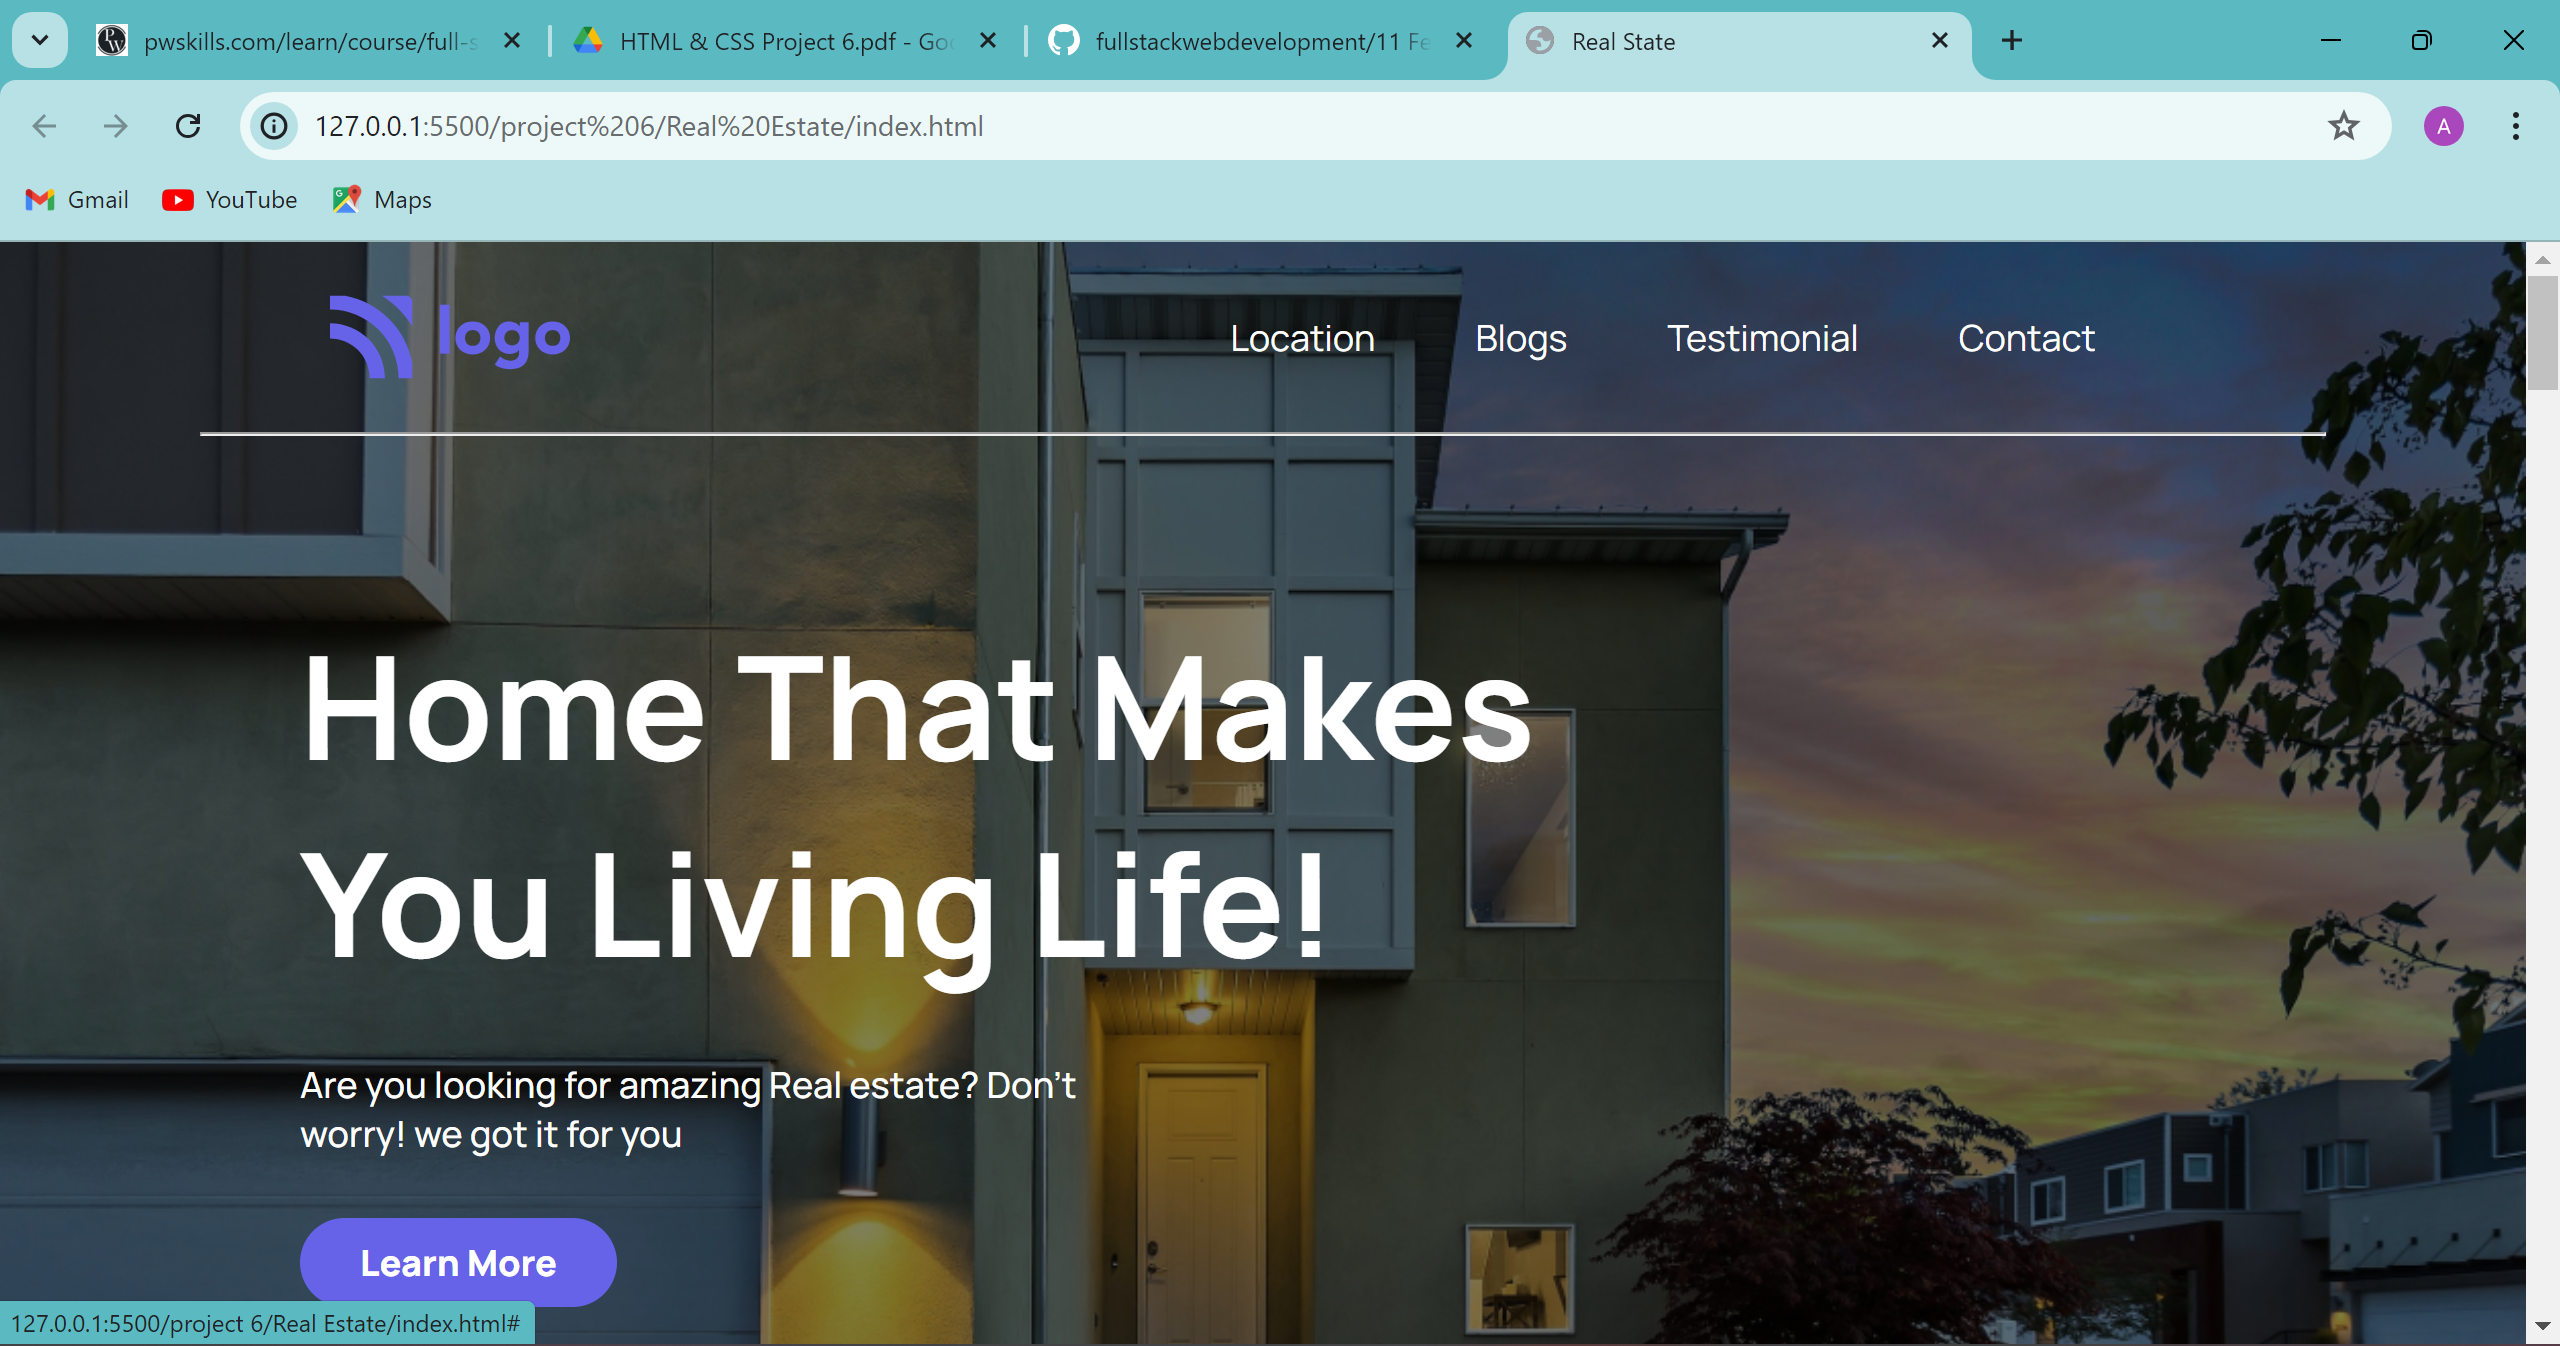 pwskills.com/learn/course/full-s
HTML & CSS Project 6.pdf - Goo
fullstackwebdevelopment/11 Fe
Real State
127.0.0.1:5500/project%206/Real%20Estate/index.html
A
Gmail
YouTube
Maps
logo
Location
Blogs
Testimonial
Contact
Home That Makes
You Living Life!
Are you looking for amazing Real estate? Don't
worry! we got it for you
Learn More
127.0.0.1:5500/project 6/Real Estate/index.html#